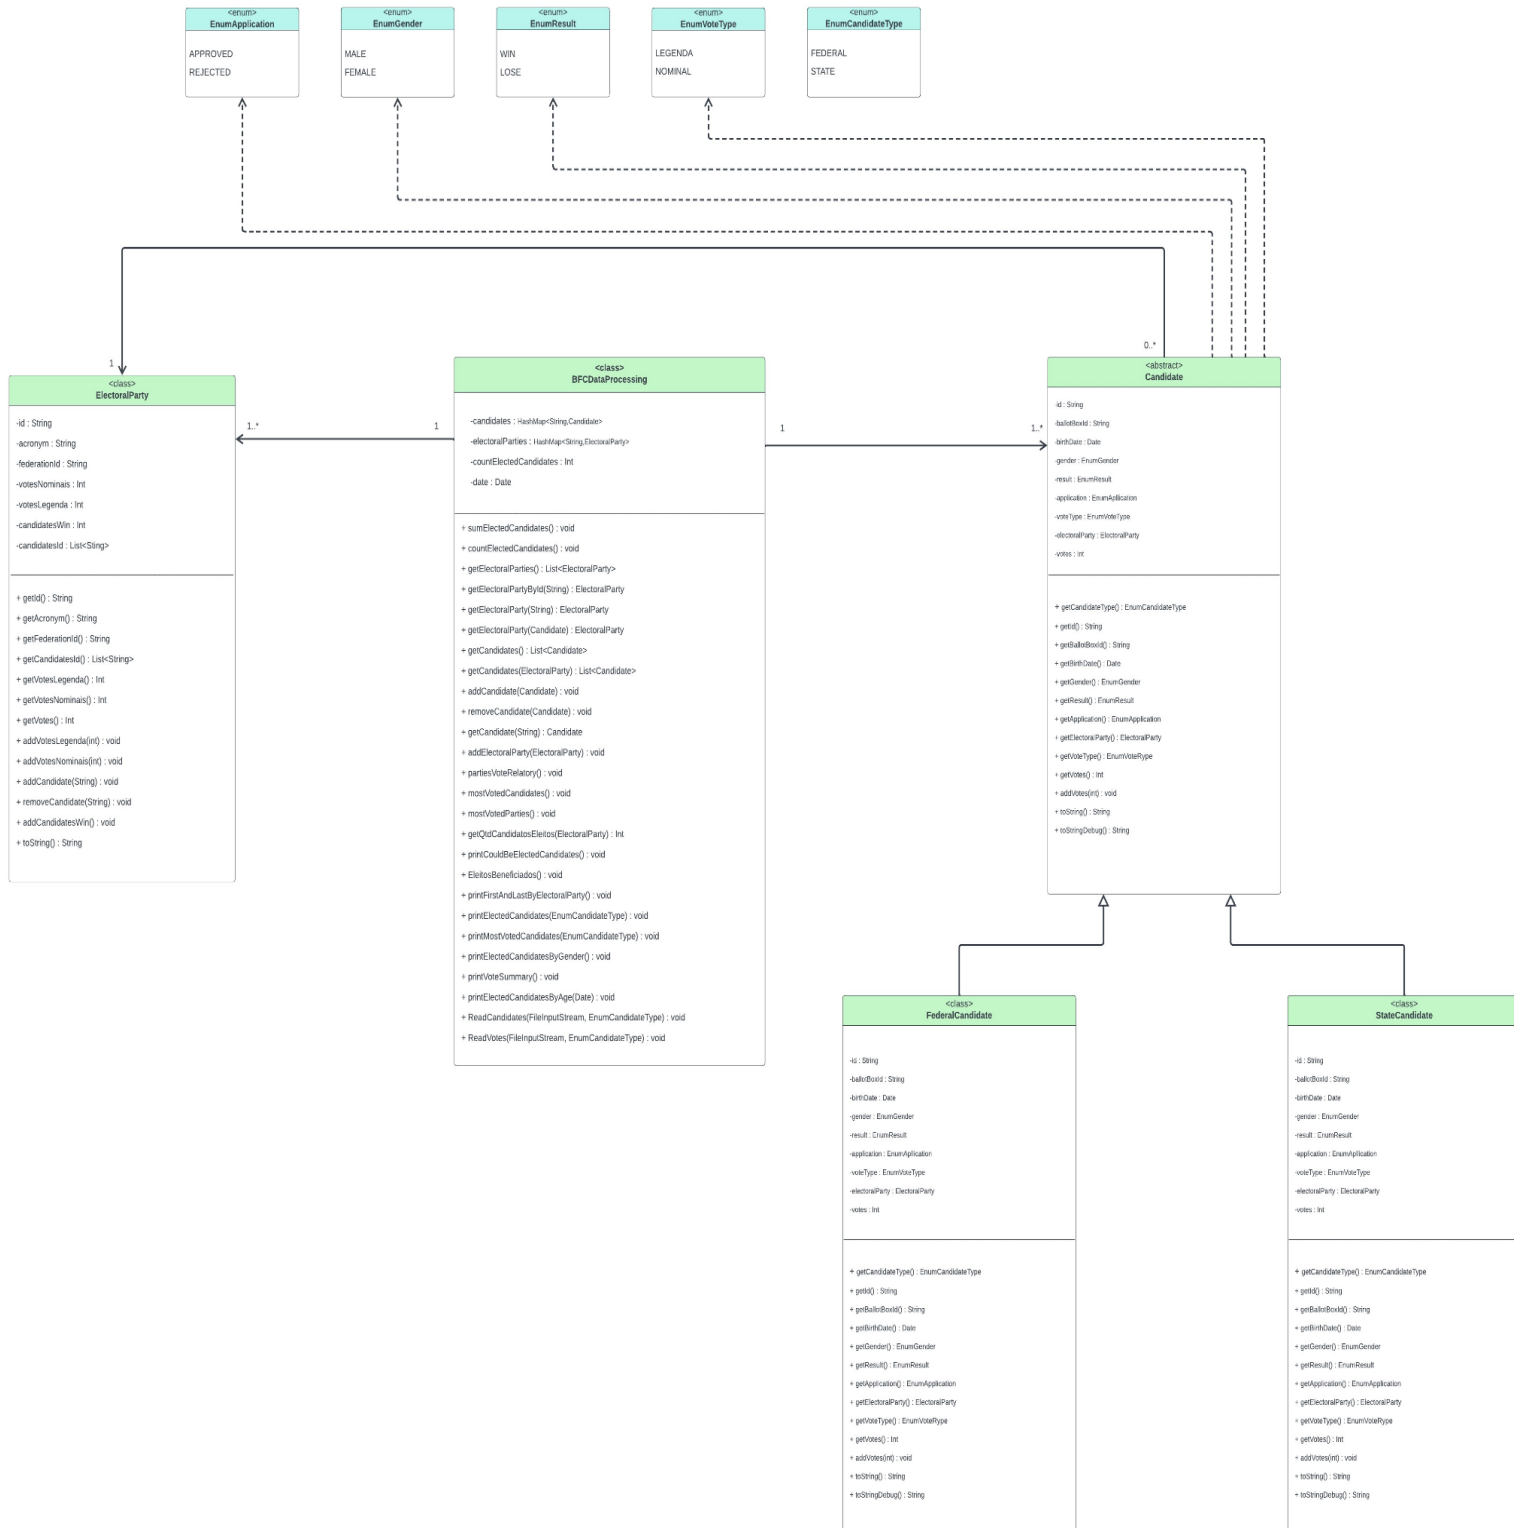 <enum>
EnumApplication
APPROVED
REJECTED
<enum>
EnumGender
MALE
FEMALE
<enum>
EnumResult
WIN
LOSE
<enum>
EnumVoteType
LEGENDA
NOMINAL
<enum>
EnumCandidateType
FEDERAL
STATE
1
0..*
1..*
1
1
1..*
<class>
ElectoralParty
-id : String
-acronym : String
-federationId : String
-votesNominais : Int
-votesLegenda : Int
-candidatesWin : Int
-candidatesId : List<Sting>
+ getId() : String
+ getAcronym() : String
+ getFederationId() : String
+ getCandidatesId() : List<String>
+ getVotesLegenda() : Int
+ getVotesNominais() : Int
+ getVotes() : Int
+ addVotesLegenda(int) : void
+ addVotesNominais(int) : void
+ addCandidate(String) : void
+ removeCandidate(String) : void
+ addCandidatesWin() : void
+ toString() : String
<class>
BFCDataProcessing
-candidates : HashMap<String,Candidate>
-electoralParties : HashMap<String,ElectoralParty>
-countElectedCandidates : Int
-date : Date
+ sumElectedCandidates() : void
+ countElectedCandidates() : void
+ getElectoralParties() : List<ElectoralParty>
+ getElectoralPartyById(String) : ElectoralParty
+ getElectoralParty(String) : ElectoralParty
+ getElectoralParty(Candidate) : ElectoralParty
+ getCandidates() : List<Candidate>
+ getCandidates(ElectoralParty) : List<Candidate>
+ addCandidate(Candidate) : void
+ removeCandidate(Candidate) : void
+ getCandidate(String) : Candidate
+ addElectoralParty(ElectoralParty) : void
+ partiesVoteRelatory() : void
+ mostVotedCandidates() : void
+ mostVotedParties() : void
+ getQtdCandidatosEleitos(ElectoralParty) : Int
+ printCouldBeElectedCandidates() : void
+ EleitosBeneficiados() : void
+ printFirstAndLastByElectoralParty() : void
+ printElectedCandidates(EnumCandidateType) : void
+ printMostVotedCandidates(EnumCandidateType) : void
+ printElectedCandidatesByGender() : void
+ printVoteSummary() : void
+ printElectedCandidatesByAge(Date) : void
+ ReadCandidates(FileInputStream, EnumCandidateType) : void
+ ReadVotes(FileInputStream, EnumCandidateType) : void
<abstract>
Candidate
-id : String
-ballotBoxId : String
-birthDate : Date
-gender : EnumGender
-result : EnumResult
-application : EnumApllication
-voteType : EnumVoteType
-electoralParty : ElectoralParty
-votes : Int
+ getCandidateType() : EnumCandidateType
+ getId() : String
+ getBallotBoxId() : String
+ getBirthDate() : Date
+ getGender() : EnumGender
+ getResult() : EnumResult
+ getApplication() : EnumApplication
+ getElectoralParty() : ElectoralParty
+ getVoteType() : EnumVoteRype
+ getVotes() : Int
+ addVotes(int) : void
+ toString() : String
+ toStringDebug() : String
<class>
FederalCandidate
-id : String
-ballotBoxId : String
-birthDate : Date
-gender : EnumGender
-result : EnumResult
-application : EnumApllication
-voteType : EnumVoteType
-electoralParty : ElectoralParty
-votes : Int
+ getCandidateType() : EnumCandidateType
+ getId() : String
+ getBallotBoxId() : String
+ getBirthDate() : Date
+ getGender() : EnumGender
+ getResult() : EnumResult
+ getApplication() : EnumApplication
+ getElectoralParty() : ElectoralParty
+ getVoteType() : EnumVoteRype
+ getVotes() : Int
+ addVotes(int) : void
+ toString() : String
+ toStringDebug() : String
<class>
StateCandidate
-id : String
-ballotBoxId : String
-birthDate : Date
-gender : EnumGender
-result : EnumResult
-application : EnumApllication
-voteType : EnumVoteType
-electoralParty : ElectoralParty
-votes : Int
+ getCandidateType() : EnumCandidateType
+ getId() : String
+ getBallotBoxId() : String
+ getBirthDate() : Date
+ getGender() : EnumGender
+ getResult() : EnumResult
+ getApplication() : EnumApplication
+ getElectoralParty() : ElectoralParty
+ getVoteType() : EnumVoteRype
+ getVotes() : Int
+ addVotes(int) : void
+ toString() : String
+ toStringDebug() : String